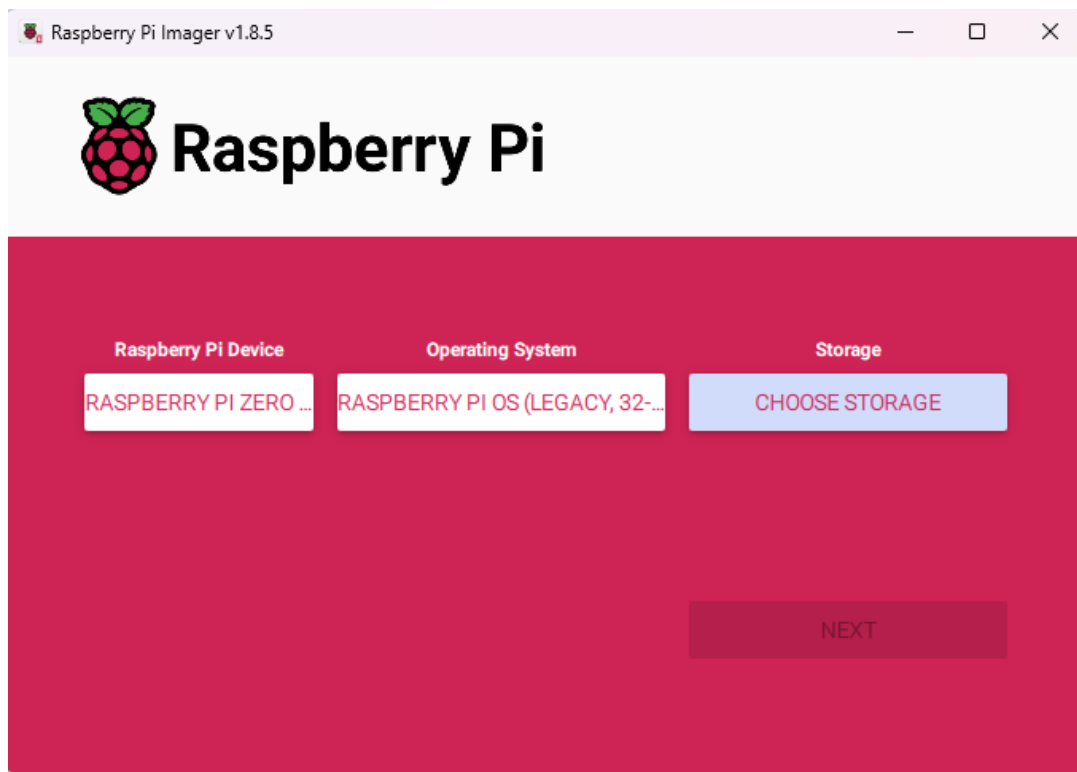 Raspberry Pi Imager v1.8.5
Raspberry Pi
Raspberry Pi Device
Operating System
Storage
RASPBERRY PI ZERO ...
RASPBERRY PI OS (LEGACY, 32-...
CHOOSE STORAGE
NEXT